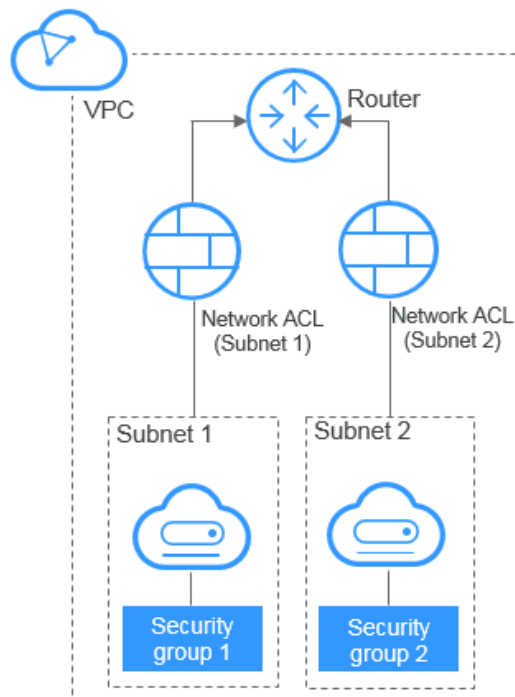 VPC
Router
Network ACL
(Subnet 1)
Network ACL
(Subnet 2)
Subnet 1
Subnet 2
Security
group 1
Security
group 2